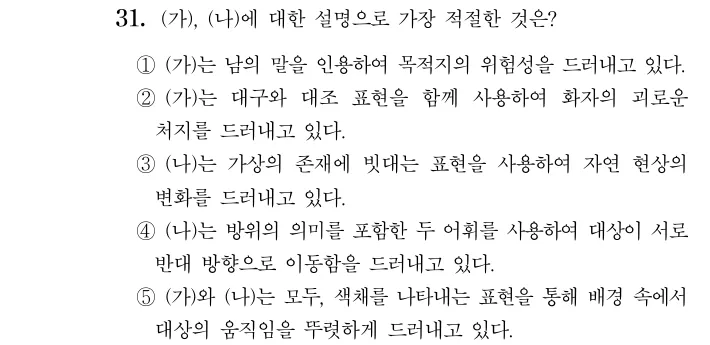 31. (가), (나)에 대한 설명으로 가장 적절한 것은?
① (가)는 남의 말을 인용하여 목적지의 위험성을 드러내고 있다.
② (가)는 대구와 대조 표현을 함께 사용하여 화자의 괴로운
처지를 드러내고 있다.
③ (나)는 가상의 존재에 빗대는 표현을 사용하여 자연 현상의
변화를 드러내고 있다.
④ (나)는 방위의 의미를 포함한 두 어휘를 사용하여 대상이 서로
반대 방향으로 이동함을 드러내고 있다.
⑤ (가)와 (나)는 모두, 색채를 나타내는 표현을 통해 배경 속에서
대상의 움직임을 뚜렷하게 드러내고 있다.